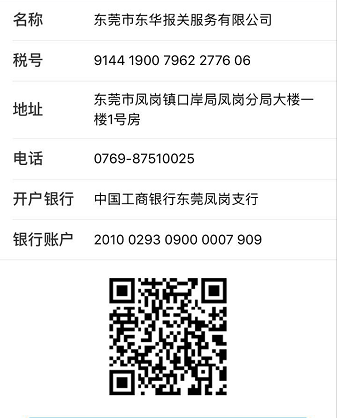 名称 东莞市东华报关服务有限公司
税号 9144 1900 7962 2776 06
地址 东莞市凤岗镇口岸局凤岗分局大楼一
楼1号房
电话 0769-87510025
开户银行 中国工商银行东莞凤岗支行
银行账户 2010 0293 0900 0007 909